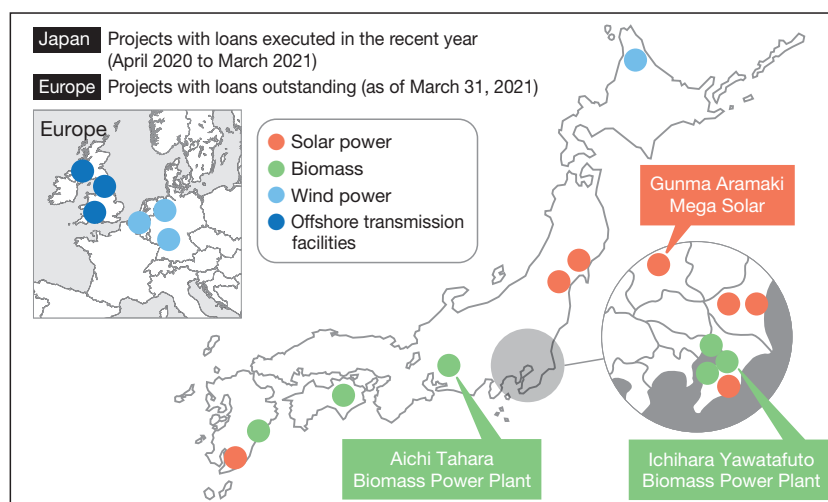 Japan Projects with loans executed in the recent year
(April 2020 to March 2021)
Europe Projects with loans outstanding (as of March 31, 2021)
Europe
Solar power
Biomass
Wind power
Offshore transmission
facilities
Gunma Aramaki
Mega Solar
Aichi Tahara
Biomass Power Plant
Ichihara Yawatafuto
Biomass Power Plant